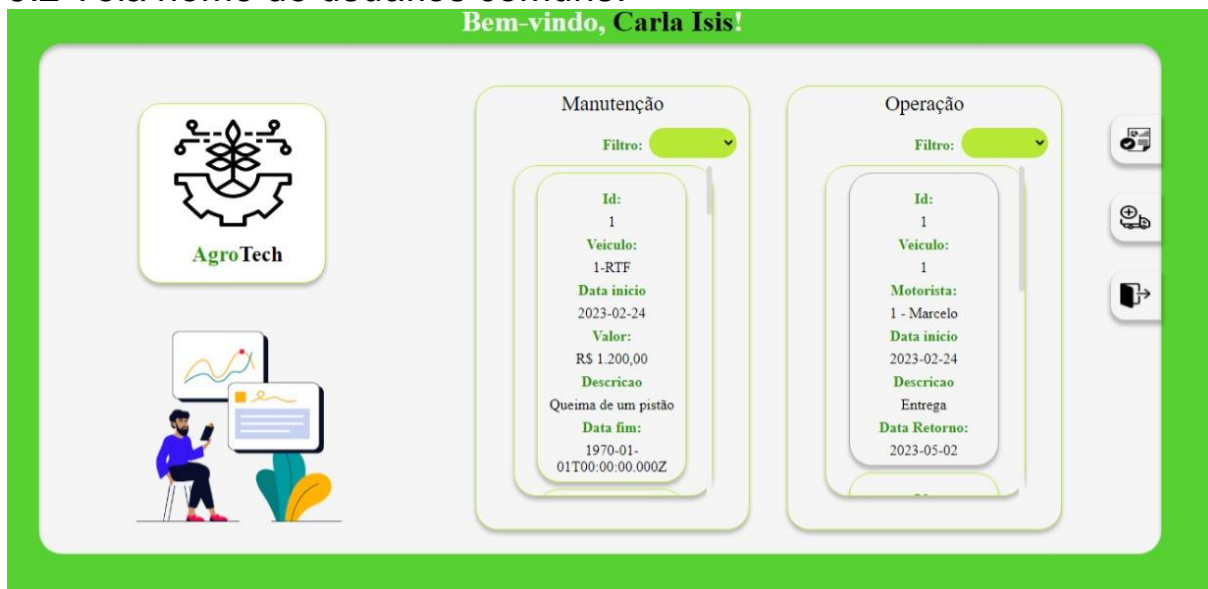 Bem-vindo, Carla Isis!
AgroTech
Manutenção
Filtro:
Id:
1
Veiculo:
1-RTF
Data inicio
2023-02-24
Valor:
R$ 1.200,00
Descricao
Queima de um pistão
Data fim:
1970-01-
01T00:00:00.000Z
Operação
Filtro:
Id:
1
Veiculo:
1
Motorista:
1 - Marcelo
Data inicio
2023-02-24
Descricao
Entrega
Data Retorno:
2023-05-02